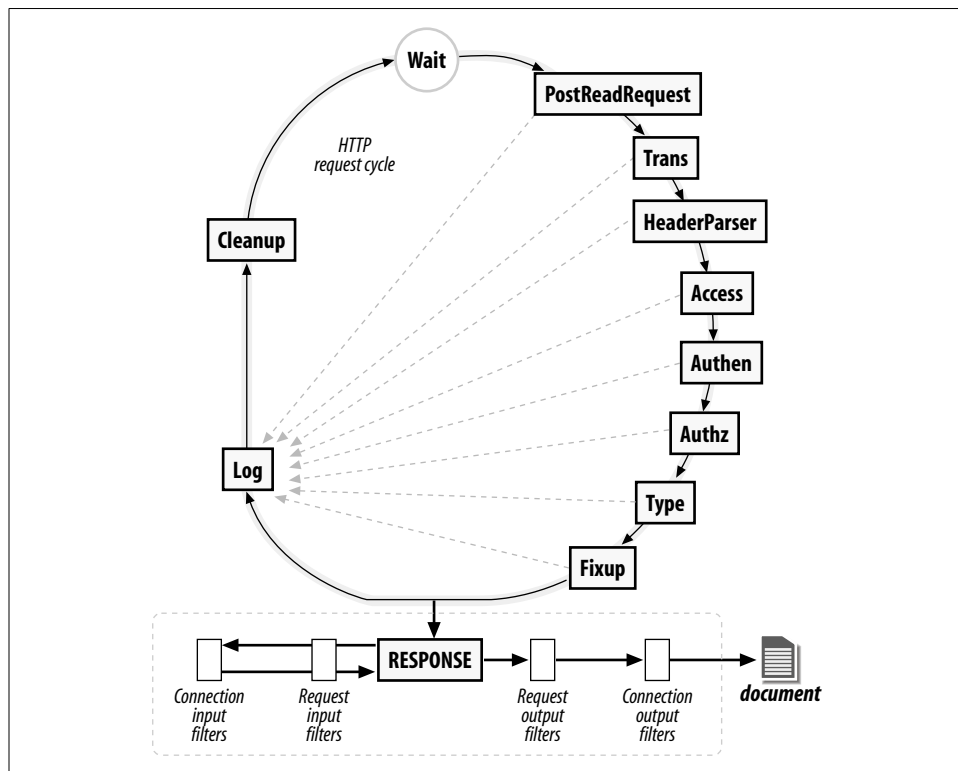 Wait
PostReadRequest
HTTP
request cycle
Trans
HeaderParser
Cleanup
Access
Authen
Authz
Log
Type
Fixup
RESPONSE
document
Connection
input
filters
Request
input
filters
Request
output
filters
Connection
output
filters